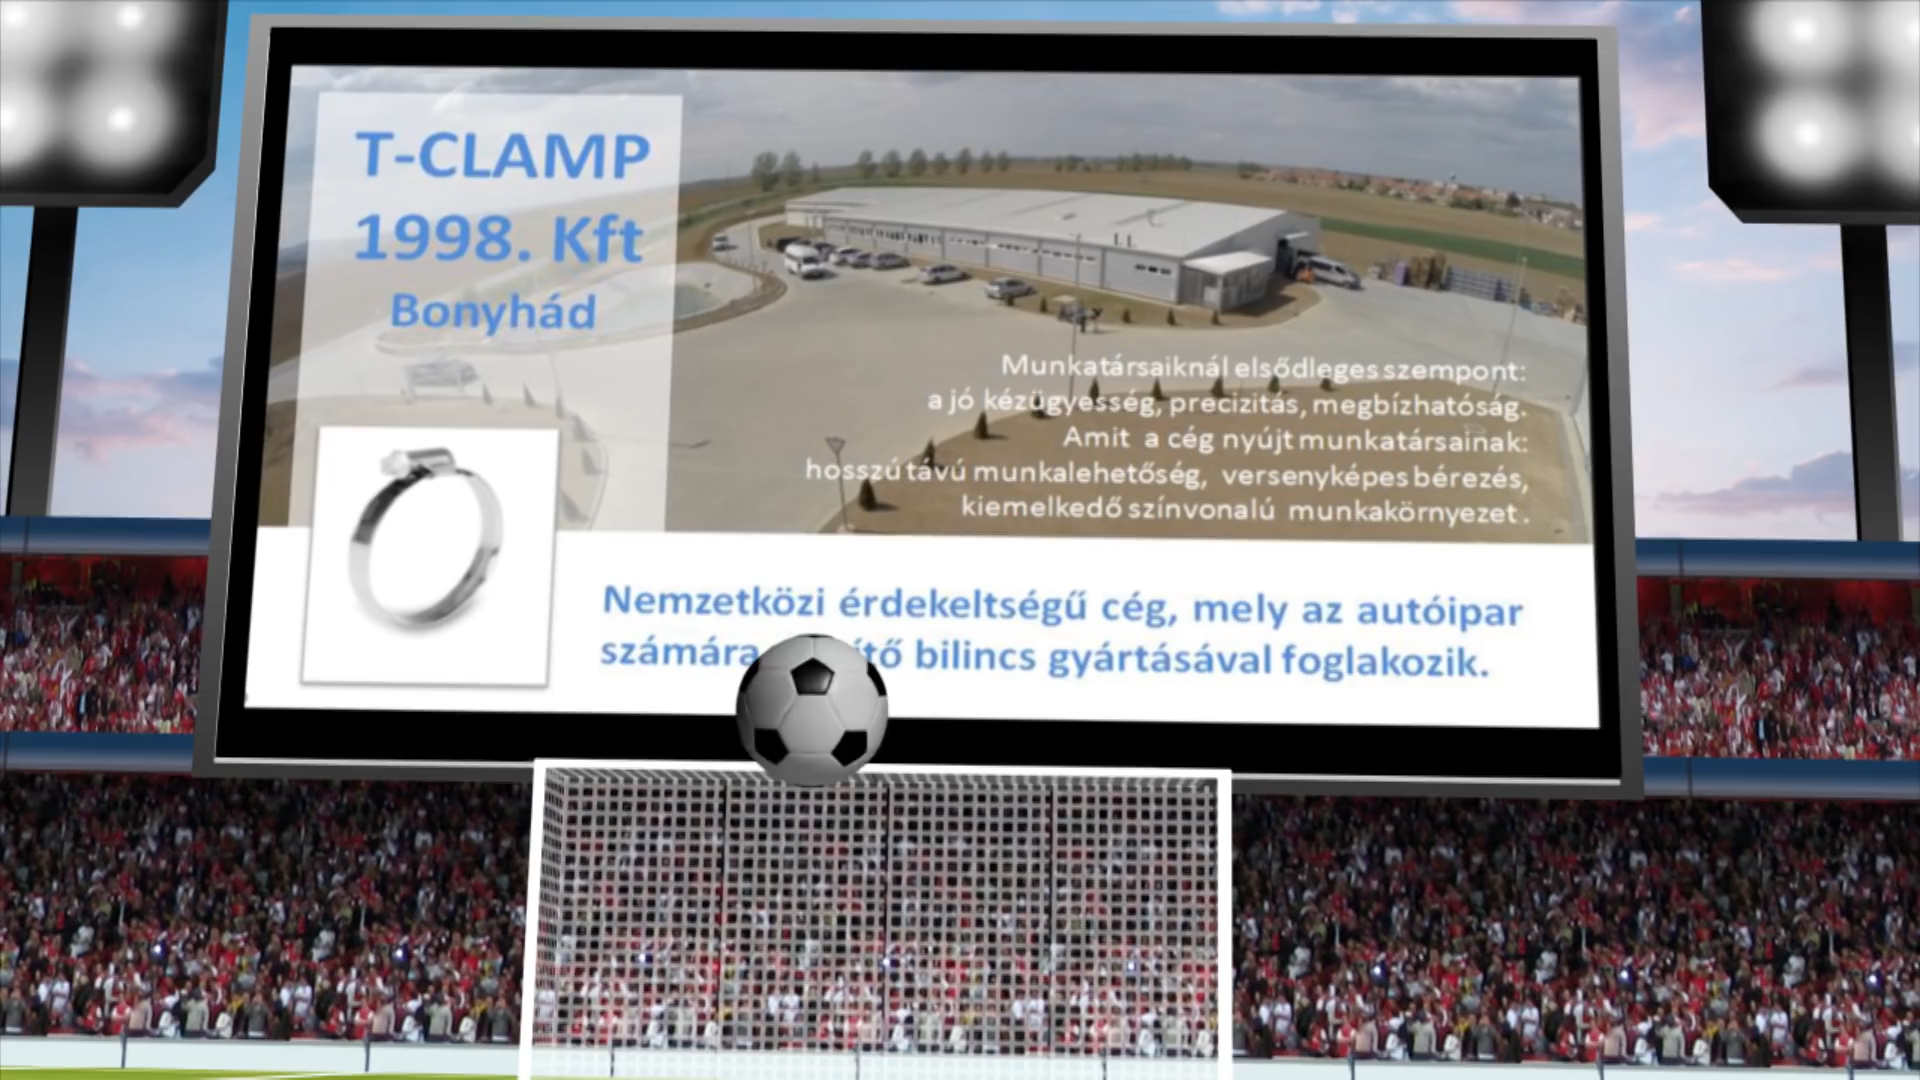 T-CLAMP
1998. Kft
Bonyhád
Munkatársaiknál elsődleges szempont:
a jó kézügyesség, precizitás, megbízhatóság.
Amit a cég nyújt munkatársainak:
hosszú távú munkalehetőség, versenyképes bérezés,
kiemelkedő színvonalú munkakörnyezet.
Nemzetközi érdekeltségű cég, mely az autóipar
számára bilincs gyártásával foglakozik.